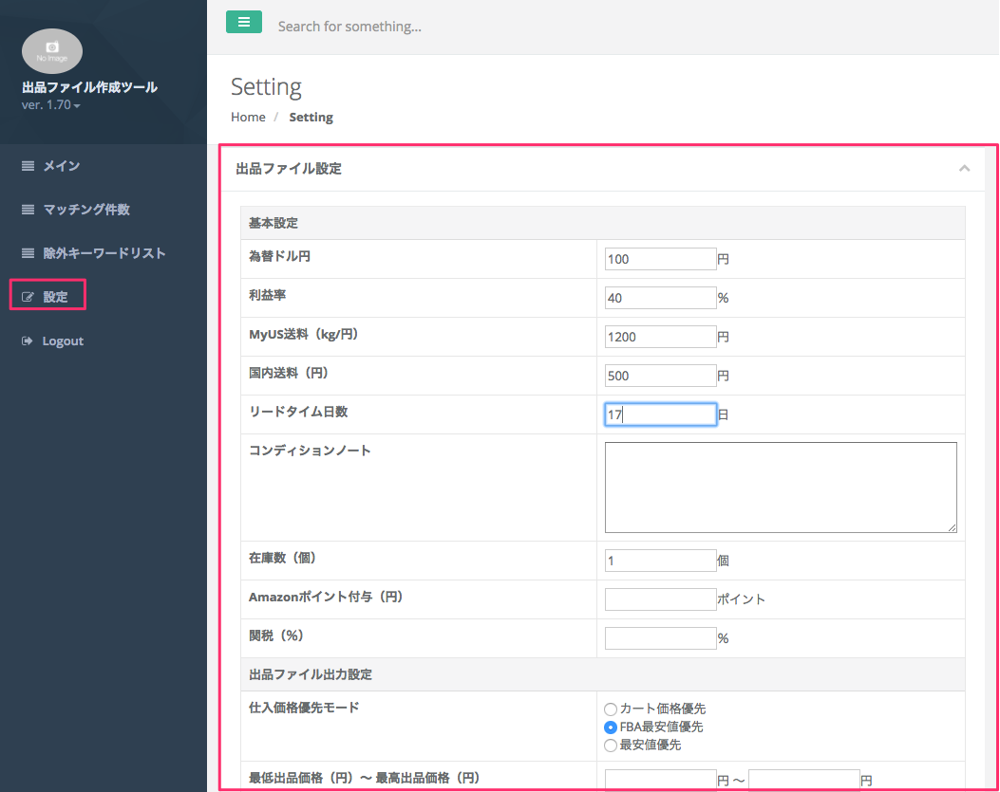 Search for something...
No Image
出品ファイル作成ツール
ver. 1.70
メイン
マッチング件数
除外キーワードリスト
設定
Logout
Setting
Home / Setting
出品ファイル設定
基本設定
為替ドル円 100 円
利益率 40 %
MyUS送料（kg/円） 1200 円
国内送料（円） 500 円
リードタイム日数 17 日
コンディションノート
在庫数（個） 1 個
Amazonポイント付与（円） ポイント
関税（%） %
出品ファイル出力設定
仕入価格優先モード
カート価格優先
FBA最安値優先
最安値優先
最低出品価格（円）～ 最高出品価格（円） 円 ～ 円